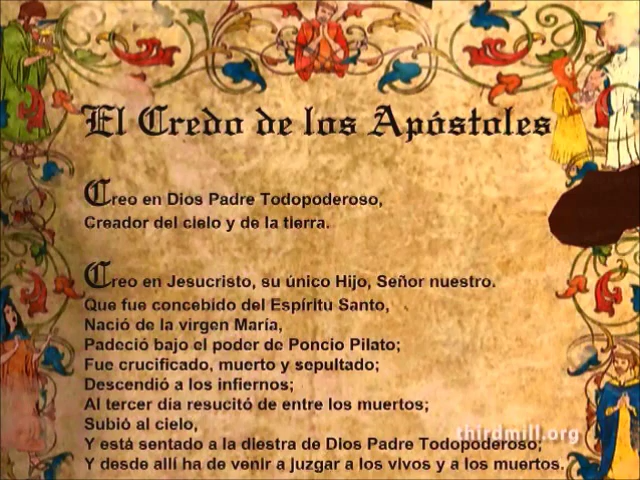 El Credo de los Apóstoles
Creo en Dios Padre Todopoderoso,
Creador del cielo y de la tierra.
Creo en Jesucristo, su único Hijo, Señor nuestro.
Que fue concebido del Espíritu Santo,
Nació de la virgen María,
Padeció bajo el poder de Poncio Pilato;
Fue crucificado, muerto y sepultado;
Descendió a los infiernos;
Al tercer día resucitó de entre los muertos;
Subió al cielo,
Y está sentado a la diestra de Dios Padre Todopoderoso;
Y desde allí ha de venir a juzgar a los vivos y a los muertos.
thirdmill.org